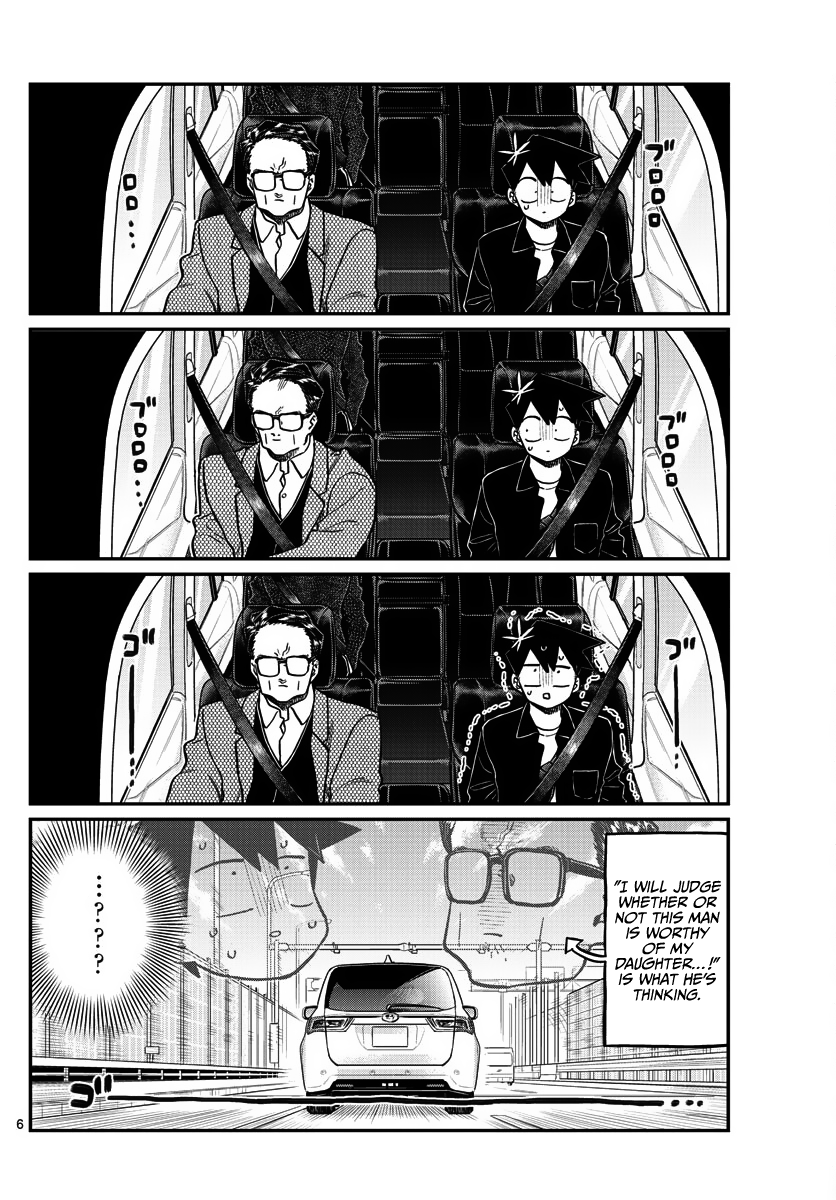 ブロロロ
ロロ…
ブロロロ
ブロロロ…
ゴー
ゴー…
"I WILL JUDGE
WHETHER OR
NOT THIS MAN
IS WORTHY
OF MY
DAUGHTER...!"
IS WHAT HE'S
THINKING.
…???
ゴー…
6